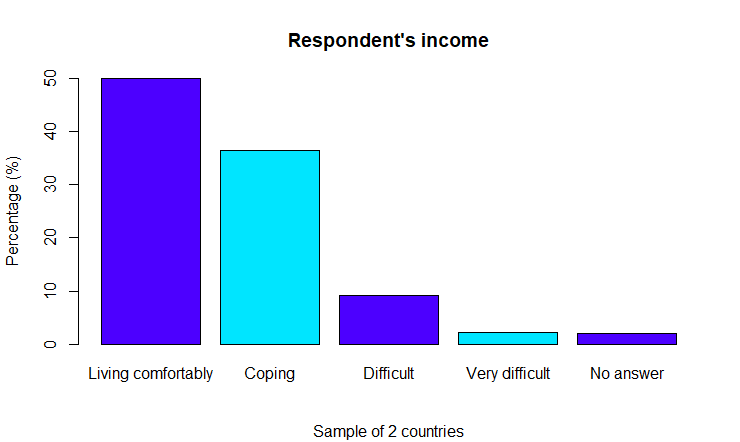 Respondent's income
Percentage (%)
50
40
30
20
10
0
Living comfortably
Coping
Difficult
Very difficult
No answer
Sample of 2 countries